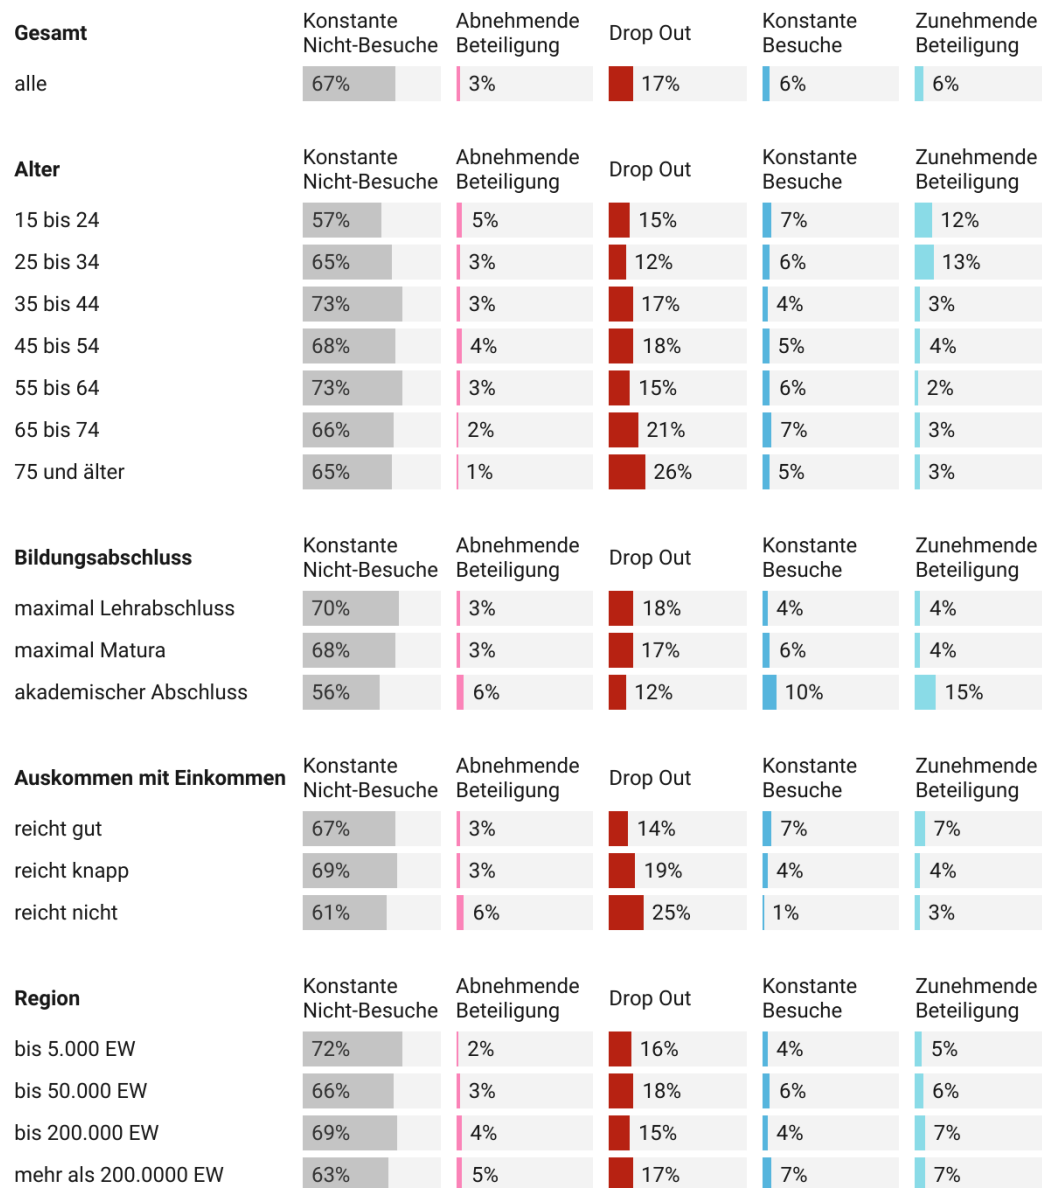 Gesamt Konstante Nicht-Besuche Abnehmende Beteiligung Drop Out Konstante Besuche Zunehmende Beteiligung
alle 67% 3% 17% 6% 6%
Alter Konstante Nicht-Besuche Abnehmende Beteiligung Drop Out Konstante Besuche Zunehmende Beteiligung
15 bis 24 57% 5% 15% 7% 12%
25 bis 34 65% 3% 12% 6% 13%
35 bis 44 73% 3% 17% 4% 3%
45 bis 54 68% 4% 18% 5% 4%
55 bis 64 73% 3% 15% 6% 2%
65 bis 74 66% 2% 21% 7% 3%
75 und älter 65% 1% 26% 5% 3%
Bildungsabschluss Konstante Nicht-Besuche Abnehmende Beteiligung Drop Out Konstante Besuche Zunehmende Beteiligung
maximal Lehrabschluss 70% 3% 18% 4% 4%
maximal Matura 68% 3% 17% 6% 4%
akademischer Abschluss 56% 6% 12% 10% 15%
Auskommen mit Einkommen Konstante Nicht-Besuche Abnehmende Beteiligung Drop Out Konstante Besuche Zunehmende Beteiligung
reicht gut 67% 3% 14% 7% 7%
reicht knapp 69% 3% 19% 4% 4%
reicht nicht 61% 6% 25% 1% 3%
Region Konstante Nicht-Besuche Abnehmende Beteiligung Drop Out Konstante Besuche Zunehmende Beteiligung
bis 5.000 EW 72% 2% 16% 4% 5%
bis 50.000 EW 66% 3% 18% 6% 6%
bis 200.000 EW 69% 4% 15% 4% 7%
mehr als 200.0000 EW 63% 5% 17% 7% 7%